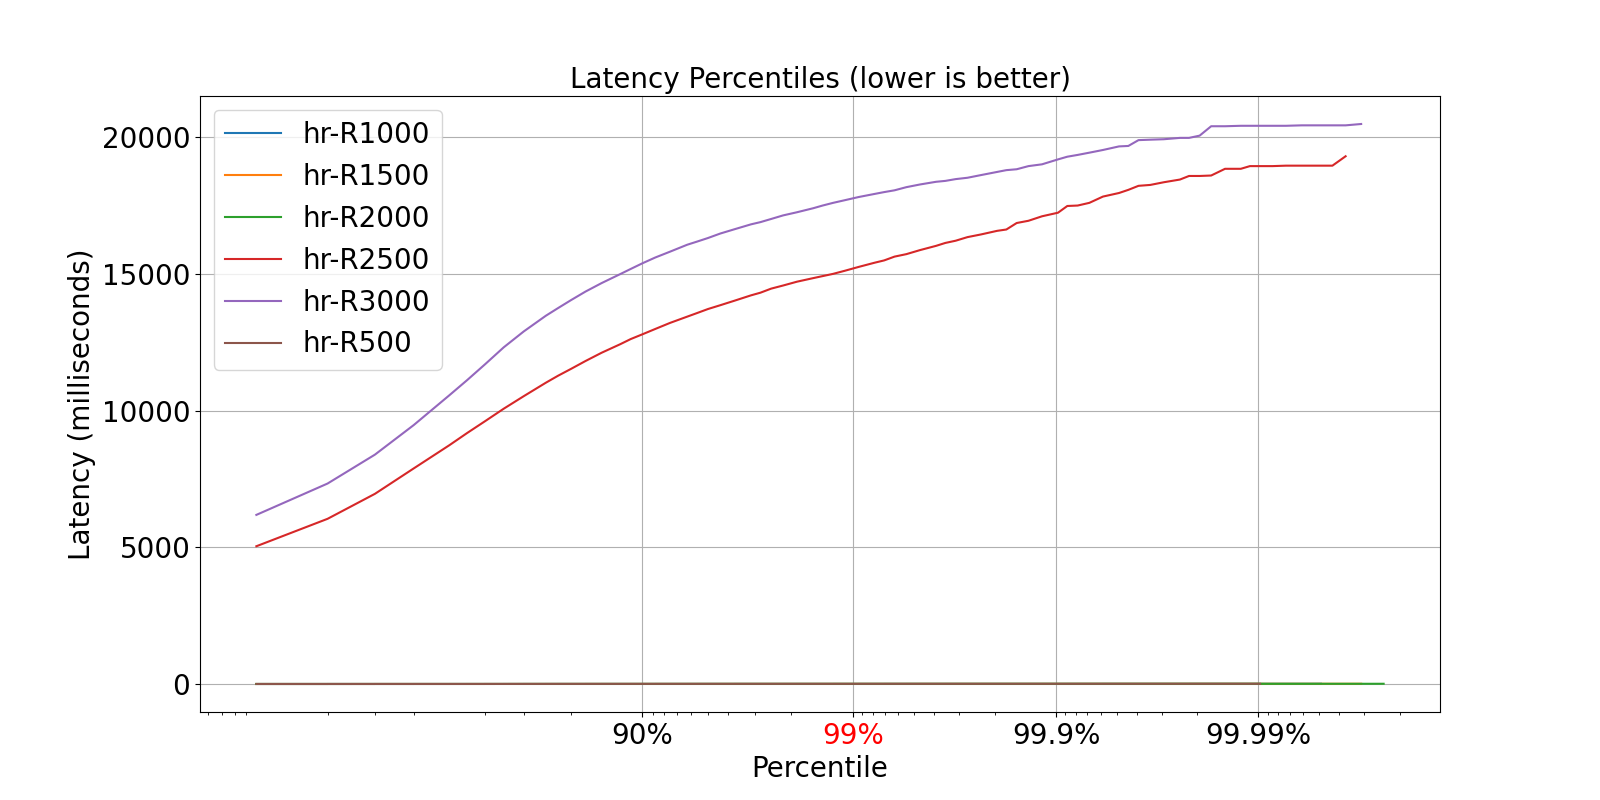 Latency Percentiles (lower is better)
hr-R1000
hr-R1500
hr-R2000
hr-R2500
hr-R3000
hr-R500
20000
15000
10000
5000
0
Latency (milliseconds)
90% 99% 99.9% 99.99%
Percentile